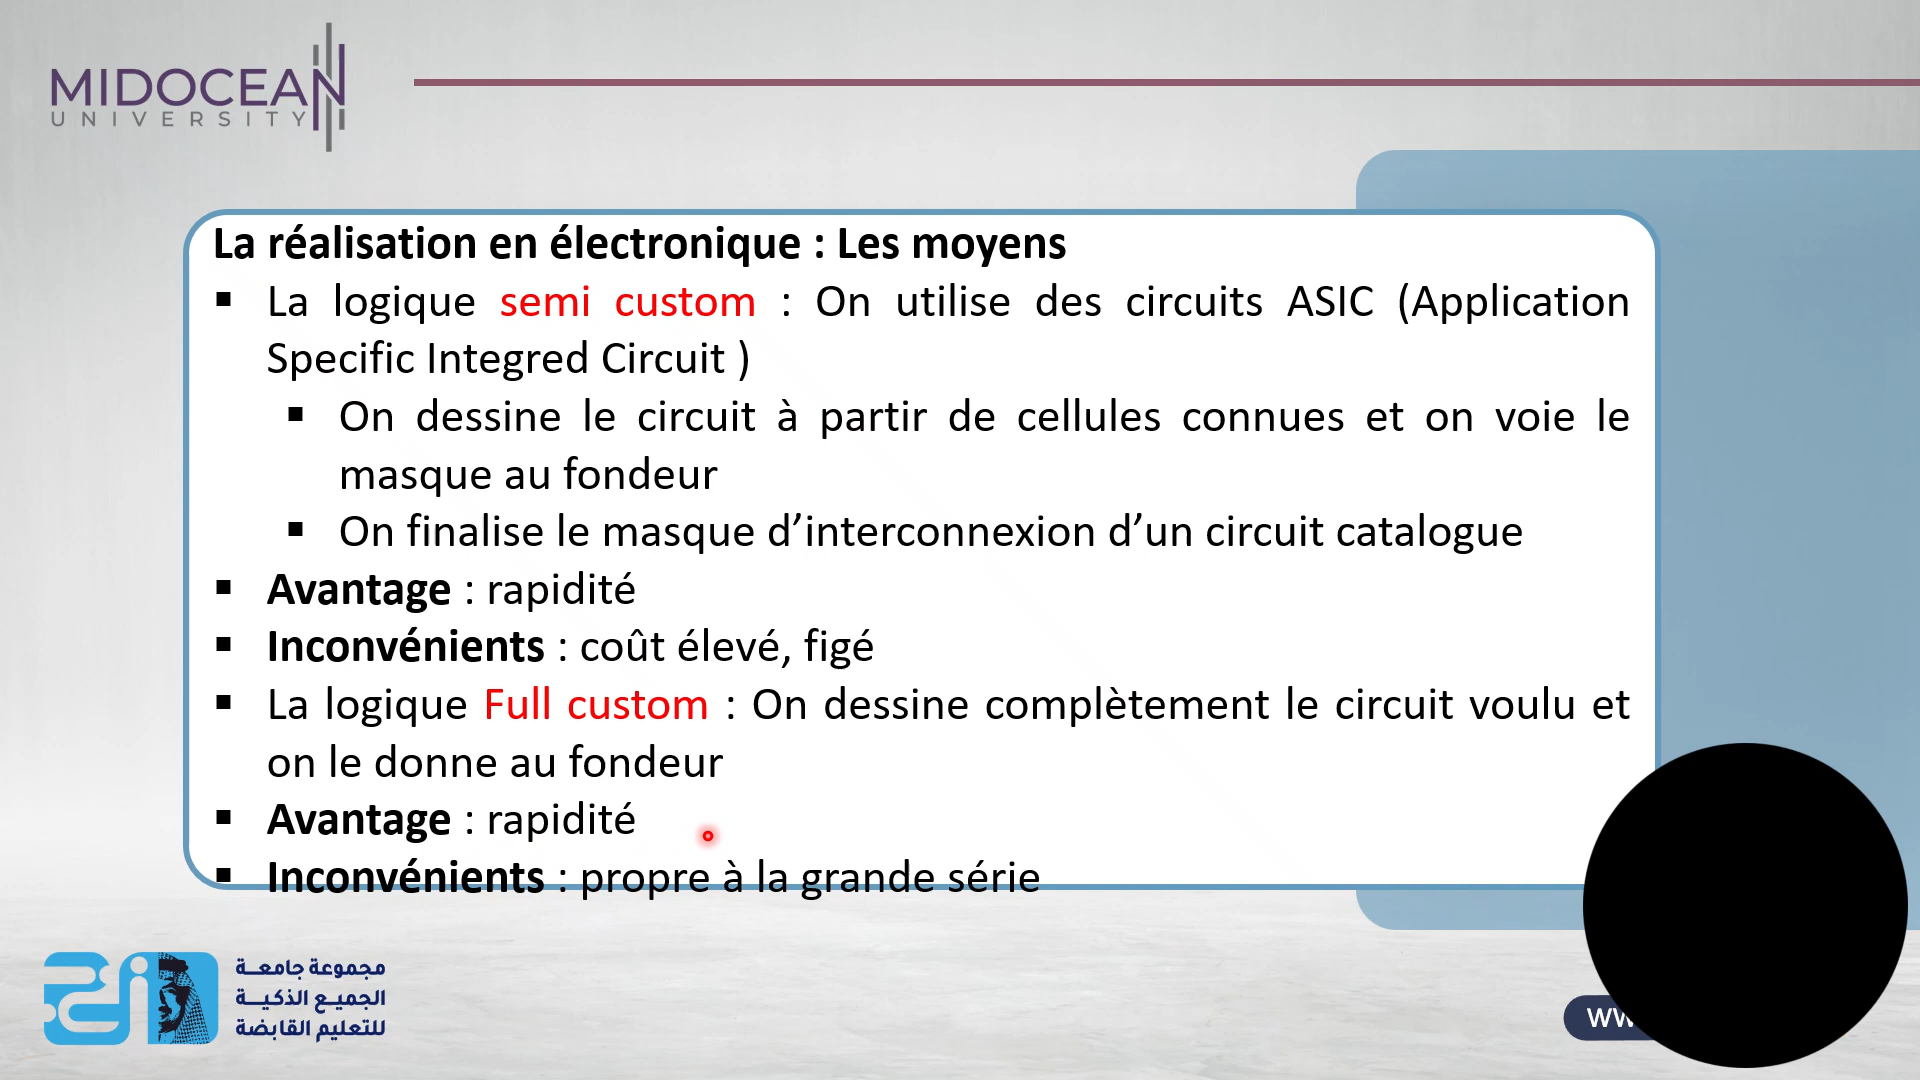 MIDOCEAN
UNIVERSITY
La réalisation en électronique : Les moyens
▪ La logique semi custom : On utilise des circuits ASIC (Application
Specific Integred Circuit )
▪ On dessine le circuit à partir de cellules connues et on voie le
masque au fondeur
▪ On finalise le masque d’interconnexion d’un circuit catalogue
▪ Avantage : rapidité
▪ Inconvénients : coût élevé, figé
▪ La logique Full custom : On dessine complètement le circuit voulu et
on le donne au fondeur
▪ Avantage : rapidité
▪ Inconvénients : propre à la grande série
مجموعة جامعة
الجميع الذكية
للتعليم القابضة